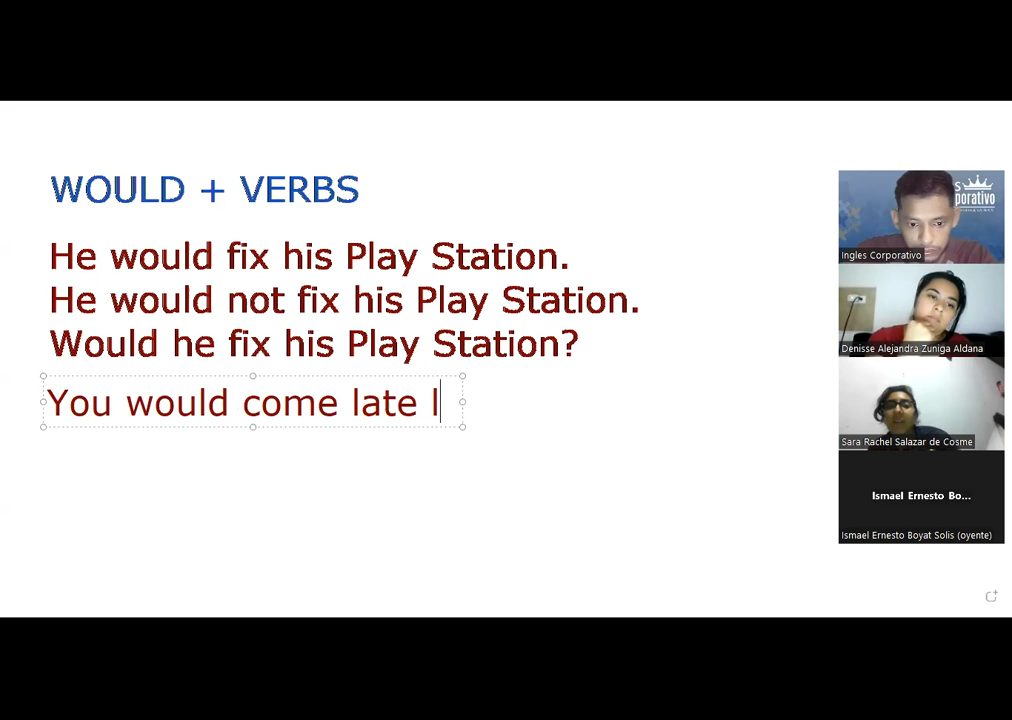 WOULD + VERBS
He would fix his Play Station.
He would not fix his Play Station.
Would he fix his Play Station?
You would come late l
porativo
Ingles Corporativo
Denisse Alejandra Zuniga Aldana
Sara Rachel Salazar de Cosme
Ismael Ernesto Bo...
Ismael Ernesto Boyat Solis (oyente)